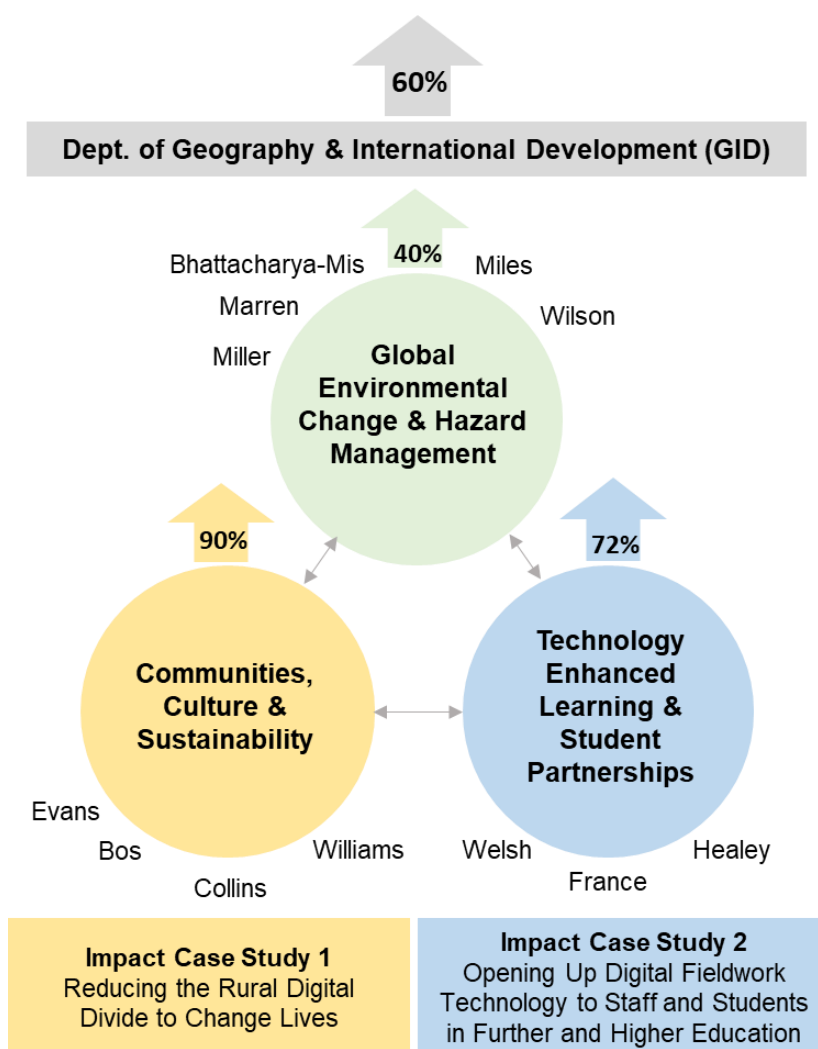 60%
Dept. of Geography & International Development (GID)
40%
Bhattacharya-Mis
Miles
Marren
Wilson
Miller
Global
Environmental
Change & Hazard
Management
90%
72%
Communities,
Culture &
Sustainability
Technology
Enhanced
Learning &
Student
Partnerships
Evans
Bos
Williams
Collins
Welsh
Healey
France
Impact Case Study 1
Reducing the Rural Digital
Divide to Change Lives
Impact Case Study 2
Opening Up Digital Fieldwork
Technology to Staff and Students
in Further and Higher Education